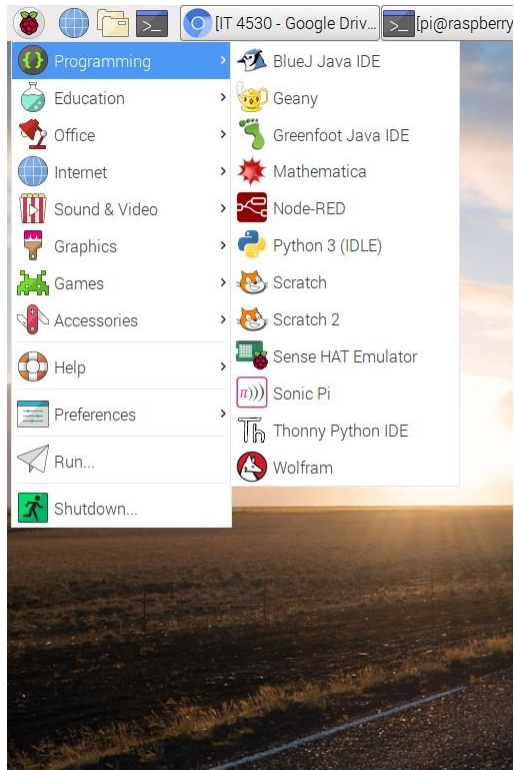 [IT 4530 - Google Driv...
[pi@raspberry
Programming
Education
Office
Internet
Sound & Video
Graphics
Games
Accessories
Help
Preferences
Run...
Shutdown...
BlueJ Java IDE
Geany
Greenfoot Java IDE
Mathematica
Node-RED
Python 3 (IDLE)
Scratch
Scratch 2
Sense HAT Emulator
π)))
Sonic Pi
Th
Thonny Python IDE
Wolfram